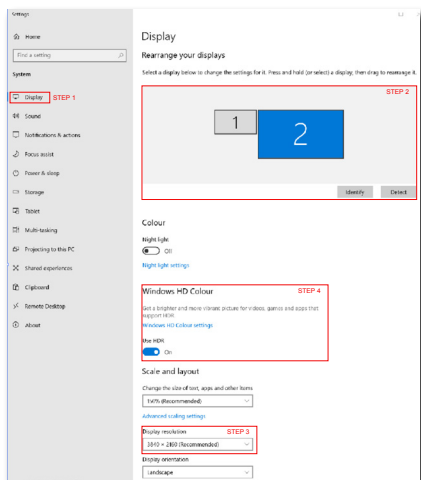 Settings
Home
Find a setting
System
Display STEP 1
Sound
Notifications & actions
Focus assist
Power & sleep
Storage
Tablet
Multi-tasking
Projecting to this PC
Shared experiences
Clipboard
Remote Desktop
About
Display
Rearrange your displays
Select a display below to change the settings for it. Press and hold (or select) a display, then drag to rearrange it.
STEP 2
1
2
Identify Detect
Colour
Night light
Off
Night light settings
Windows HD Colour STEP 4
Get a brighter and more vibrant picture for videos, games and apps that
support HDR.
Windows HD Colour settings
Use HDR
On
Scale and layout
Change the size of text, apps and other items
(Recommended)
Advanced scaling settings
Display resolution STEP 3
3840 × 2160 (Recommended)
Display orientation
Landscape